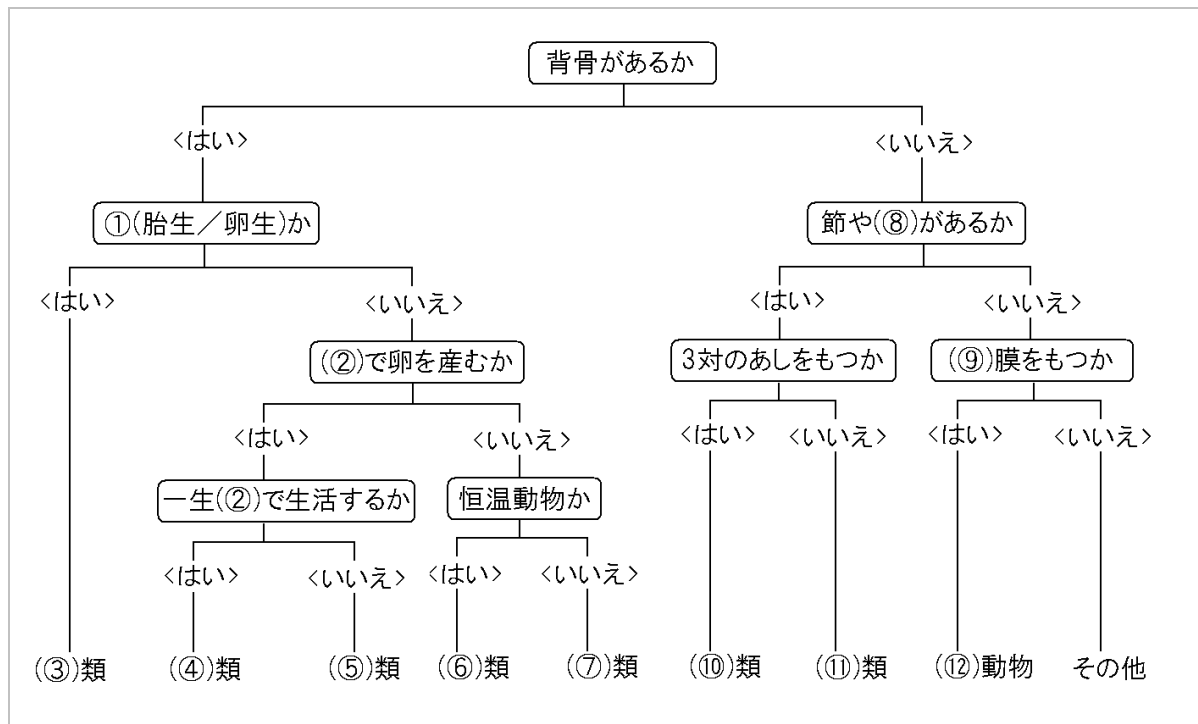 背骨があるか
<はい>
<いいえ>
①(胎生／卵生)か
節や(⑧)があるか
<はい>
<いいえ>
<はい>
<いいえ>
(②)で卵を産むか
3対のあしをもつか
(⑨)膜をもつか
<はい>
<いいえ>
<はい>
<いいえ>
<はい>
<いいえ>
一生(②)で生活するか
恒温動物か
<はい>
<いいえ>
<はい>
<いいえ>
(③)類
(④)類
(⑤)類
(⑥)類
(⑦)類
(⑩)類
(⑪)類
(⑫)動物
その他